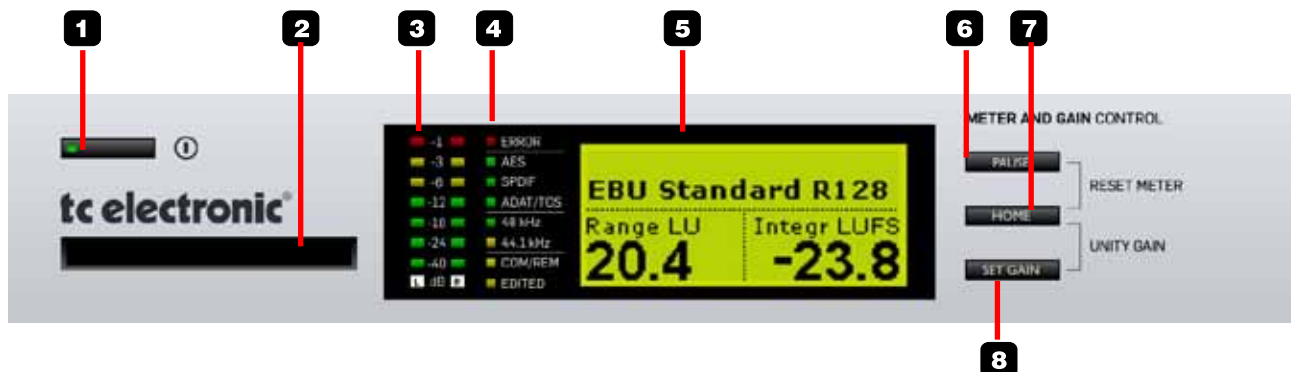 1
2
3
4
5
6
7
METER AND GAIN CONTROL
-1
ERROR
-3
AES
-6
SPDIF
-12
ADAT/TOS
-18
48 kHz
-24
44.1 kHz
-40
COM/REM
L dB R
EDITED
tc electronic®
EBU Standard R128
Range LU
Integr LUFS
20.4
-23.8
PAUSE
RESET METER
HOME
UNITY GAIN
SET GAIN
8